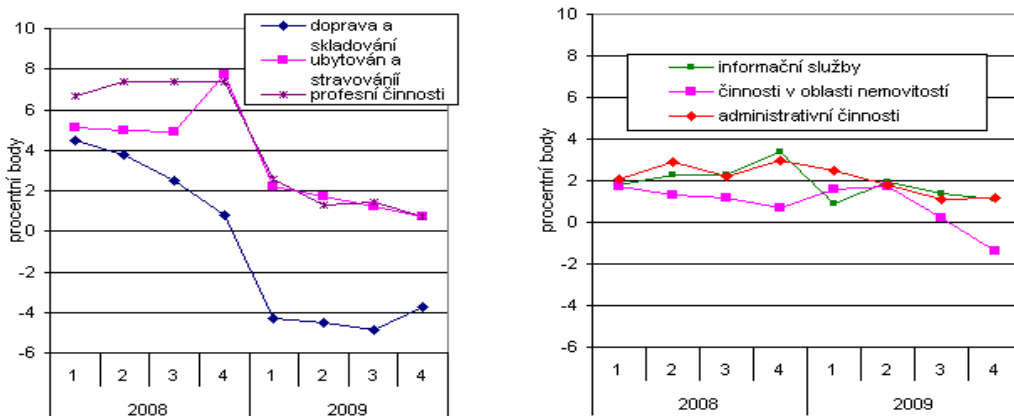 10
8
6
4
2
0
-2
-4
-6
procentní body
doprava a
skladování
ubytován a
stravováníí
profesní činnosti
1 2 3 4 1 2 3 4
2008 2009
10
8
6
4
2
0
-2
-4
-6
procentní body
informační služby
činnosti v oblasti nemovitostí
administrativní činnosti
1 2 3 4 1 2 3 4
2008 2009